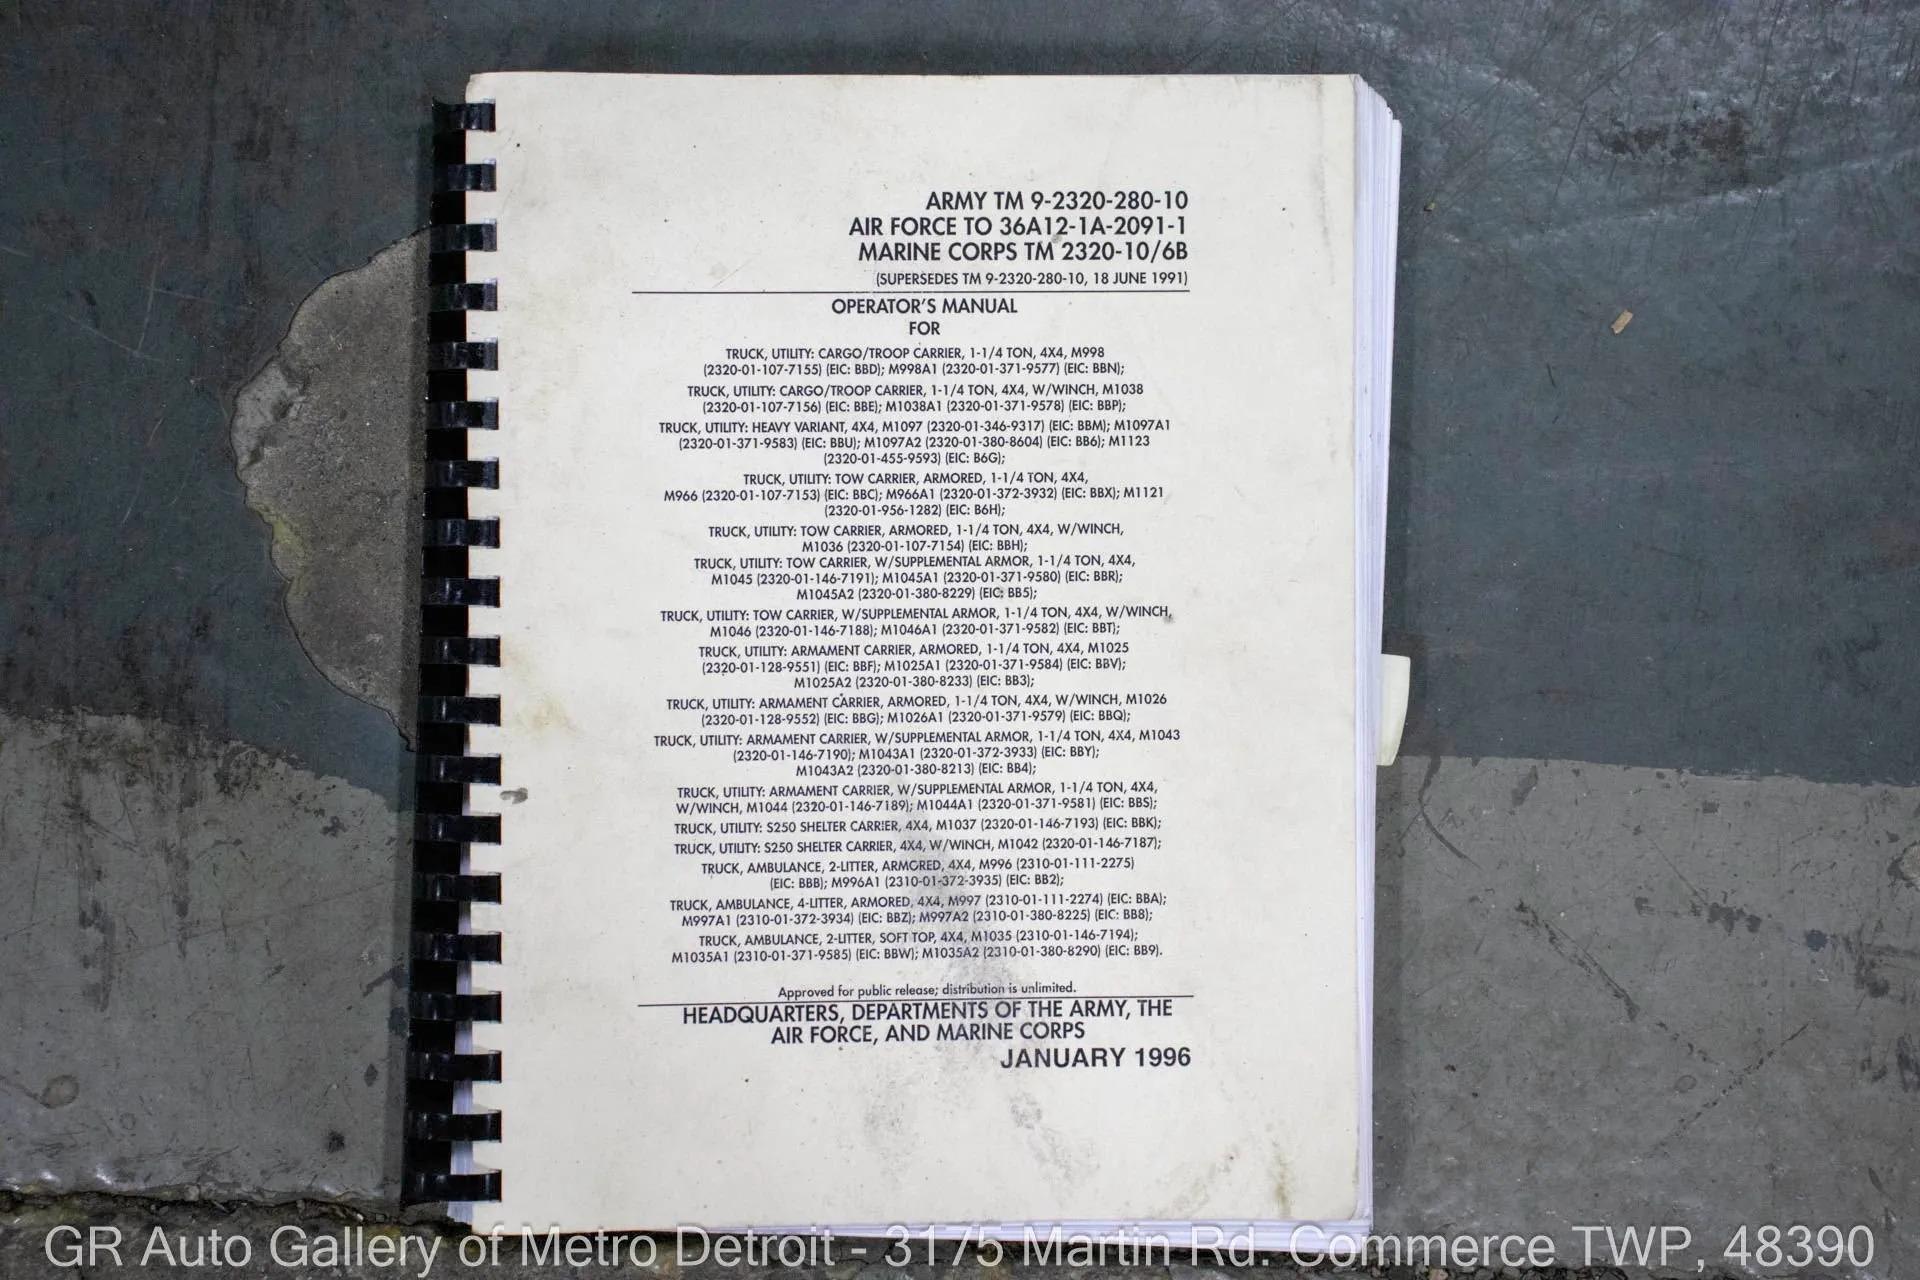 ARMY TM 9-2320-280-10
AIR FORCE TO 36A12-1A-2091-1
MARINE CORPS TM 2320-10/6B
(SUPERSEDES TM 9-2320-280-10, 18 JUNE 1991)
OPERATOR'S MANUAL
FOR
TRUCK, UTILITY: CARGO/TROOP CARRIER, 1-1/4 TON, 4X4, M998
(2320-01-107-7155) (EIC: BBD); M998A1 (2320-01-371-9577) (EIC: BBN);
TRUCK, UTILITY: CARGO/TROOP CARRIER, 1-1/4 TON, 4X4, W/WINCH, M1038
(2320-01-107-7156) (EIC: BBE); M1038A1 (2320-01-371-9578) (EIC: BBP);
TRUCK, UTILITY: HEAVY VARIANT, 4X4, M1097 (2320-01-346-9317) (EIC: BBM); M1097A1
(2320-01-371-9583) (EIC: BBU); M1097A2 (2320-01-380-8604) (EIC: BB6); M1123
(2320-01-455-9593) (EIC: B6G);
TRUCK, UTILITY: TOW CARRIER, ARMORED, 1-1/4 TON, 4X4,
M966 (2320-01-107-7153) (EIC: BBC); M966A1 (2320-01-372-3932) (EIC: BBX); M1121
(2320-01-956-1282) (EIC: B6H);
TRUCK, UTILITY: TOW CARRIER, ARMORED, 1-1/4 TON, 4X4, W/WINCH,
M1036 (2320-01-107-7154) (EIC: BBH);
TRUCK, UTILITY: TOW CARRIER, W/SUPPLEMENTAL ARMOR, 1-1/4 TON, 4X4,
M1045 (2320-01-146-7191); M1045A1 (2320-01-371-9580) (EIC: BBR);
M1045A2 (2320-01-380-8229) (EIC: BB5);
TRUCK, UTILITY: TOW CARRIER, W/SUPPLEMENTAL ARMOR, 1-1/4 TON, 4X4, W/WINCH,
M1046 (2320-01-146-7188); M1046A1 (2320-01-371-9582) (EIC: BBT);
TRUCK, UTILITY: ARMAMENT CARRIER, ARMORED, 1-1/4 TON, 4X4, M1025
(2320-01-128-9551) (EIC: BBF); M1025A1 (2320-01-371-9584) (EIC: BBV);
M1025A2 (2320-01-380-8233) (EIC: BB3);
TRUCK, UTILITY: ARMAMENT CARRIER, ARMORED, 1-1/4 TON, 4X4, W/WINCH, M1026
(2320-01-128-9552) (EIC: BBG); M1026A1 (2320-01-371-9579) (EIC: BBQ);
TRUCK, UTILITY: ARMAMENT CARRIER, W/SUPPLEMENTAL ARMOR, 1-1/4 TON, 4X4, M1043
(2320-01-146-7190); M1043A1 (2320-01-372-3933) (EIC: BBY);
M1043A2 (2320-01-380-8213) (EIC: BB4);
TRUCK, UTILITY: ARMAMENT CARRIER, W/SUPPLEMENTAL ARMOR, 1-1/4 TON, 4X4,
W/WINCH, M1044 (2320-01-146-7189); M1044A1 (2320-01-371-9581) (EIC: BBS);
TRUCK, UTILITY: S250 SHELTER CARRIER, 4X4, M1037 (2320-01-146-7193) (EIC: BBK);
TRUCK, UTILITY: S250 SHELTER CARRIER, 4X4, W/WINCH, M1042 (2320-01-146-7187);
TRUCK, AMBULANCE, 2-LITTER, ARMORED, 4X4, M996 (2310-01-111-2275)
(EIC: BBB); M996A1 (2310-01-372-3935) (EIC: BB2);
TRUCK, AMBULANCE, 4-LITTER, ARMORED, 4X4, M997 (2310-01-111-2274) (EIC: BBA);
M997A1 (2310-01-372-3934) (EIC: BBZ); M997A2 (2310-01-380-8225) (EIC: BB8);
TRUCK, AMBULANCE, 2-LITTER, SOFT TOP, 4X4, M1035 (2310-01-146-7194);
M1035A1 (2310-01-371-9585) (EIC: BBW); M1035A2 (2310-01-380-8290) (EIC: BB9).
Approved for public release; distribution is unlimited.
HEADQUARTERS, DEPARTMENTS OF THE ARMY, THE
AIR FORCE, AND MARINE CORPS
JANUARY 1996
GR Auto Gallery of Metro Detroit - 3175 Martin Rd. Commerce TWP, 48390